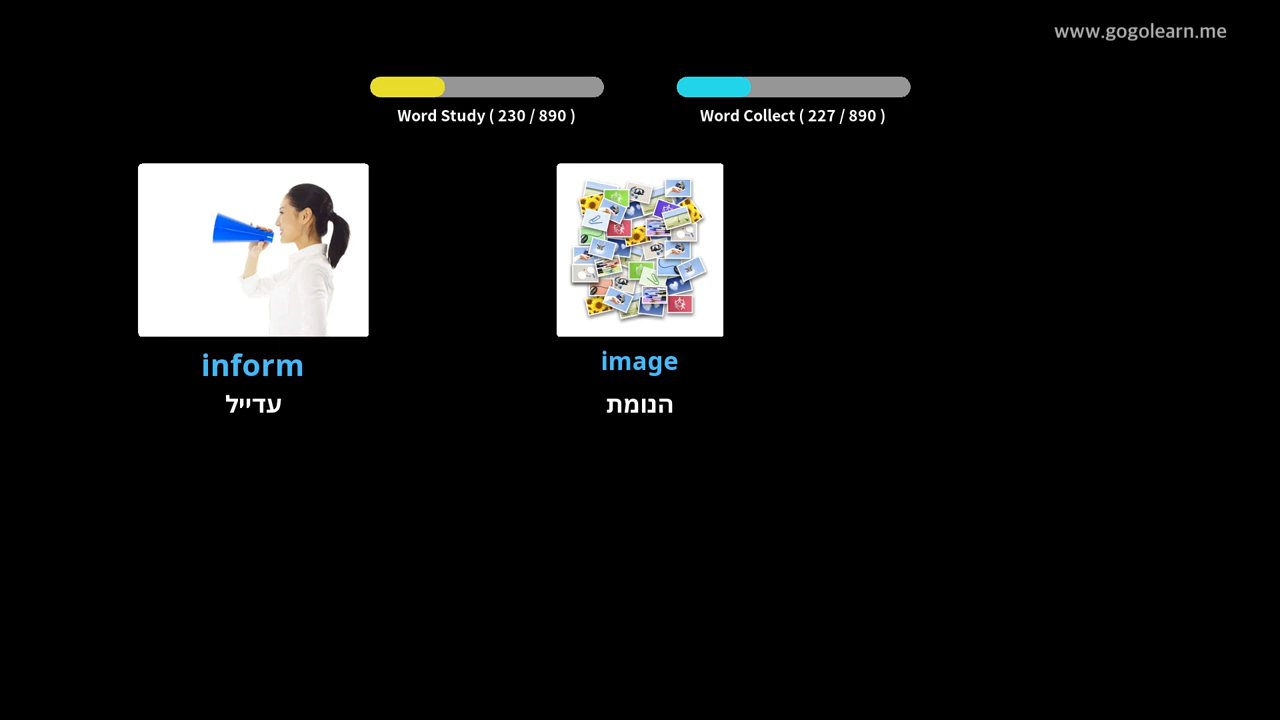 www.gogolearn.me
Word Study ( 230 / 890 )
Word Collect ( 227 / 890 )
inform
עדייל
image
הנומת